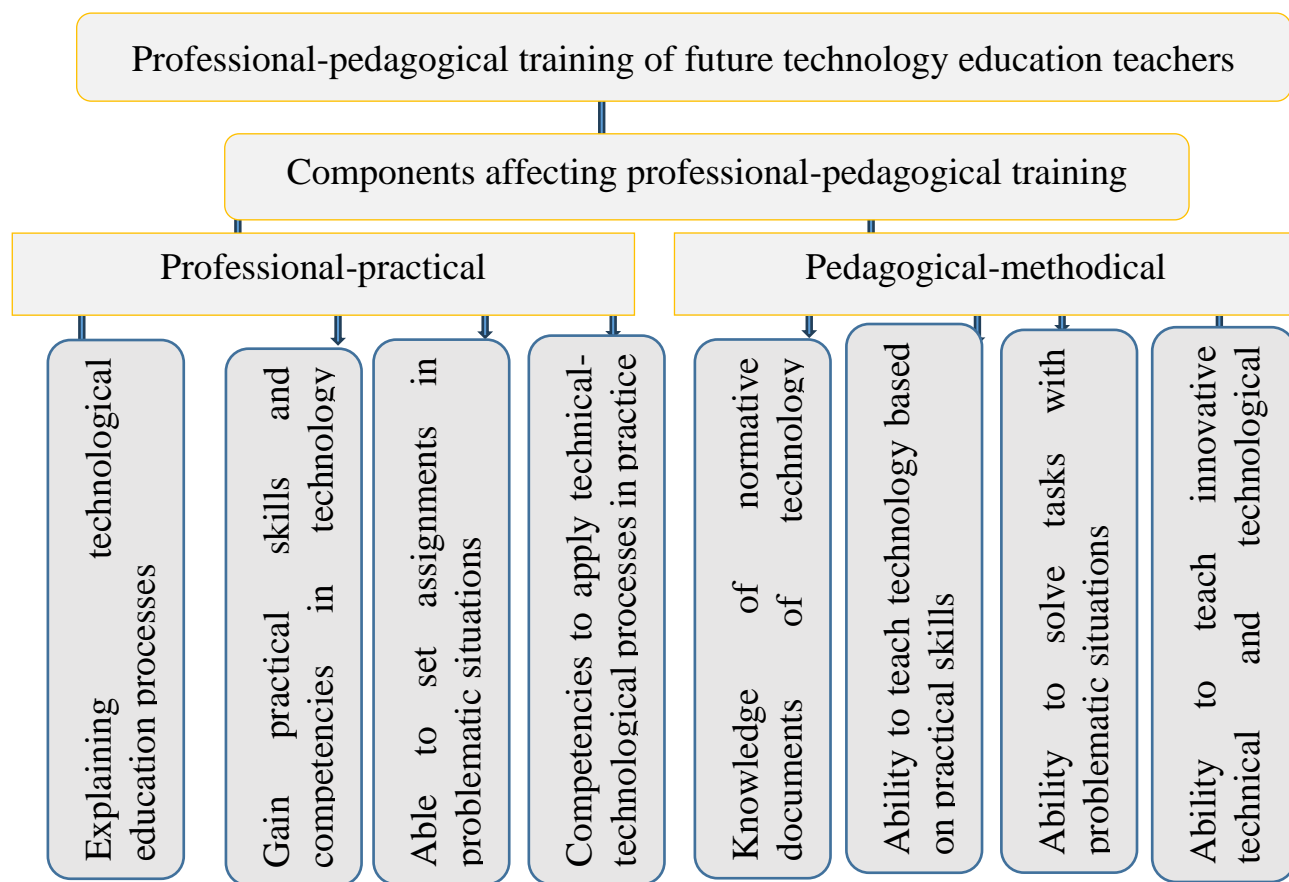 Professional-pedagogical training of future technology education teachers
Components affecting professional-pedagogical training
Professional-practical
Pedagogical-methodical
Explaining technological
education processes
Gain practical skills and
competencies in technology
Able to set assignments in
problematic situations
Competencies to apply technical-
technological processes in practice
Knowledge of normative
documents of technology
Ability to teach technology based
on practical skills
Ability to solve tasks with
problematic situations
Ability to teach innovative
technical and technological